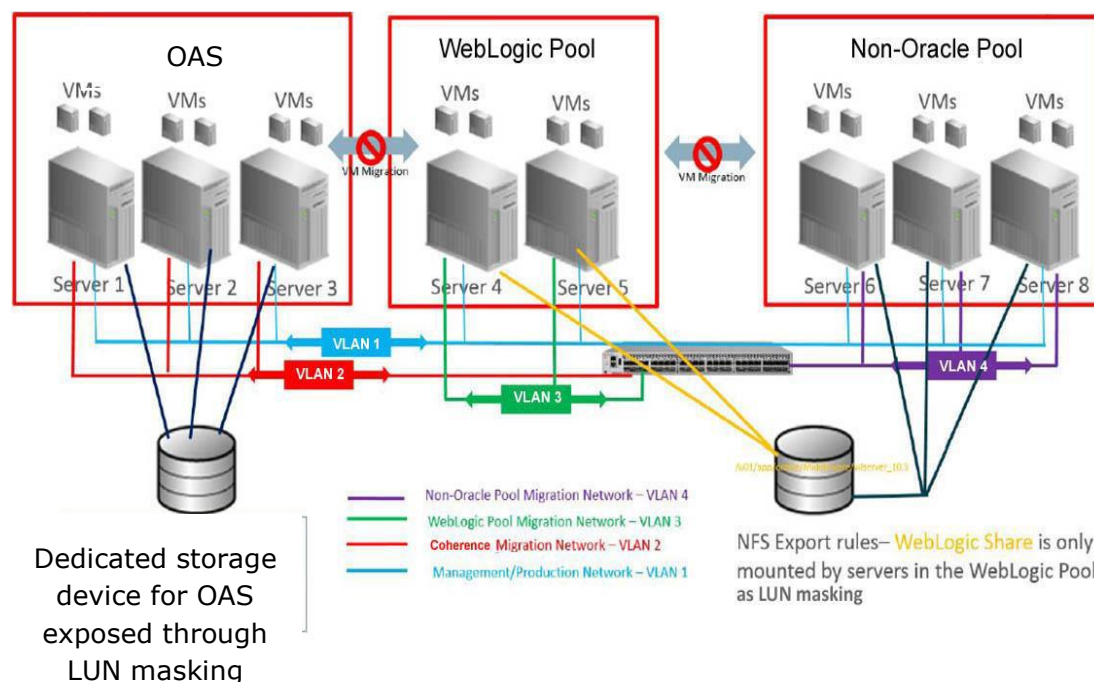 OAS
WebLogic Pool
Non-Oracle Pool
VMs
VMs
VMs
VMs
VMs
VMs
VMs
VMs
VM Migration
VM Migration
Server 1
Server 2
Server 3
Server 4
Server 5
Server 6
Server 7
Server 8
VLAN 1
VLAN 2
VLAN 3
VLAN 4
Non-Oracle Pool Migration Network – VLAN 4
WebLogic Pool Migration Network – VLAN 3
Coherence Migration Network – VLAN 2
Management/Production Network – VLAN 1
Dedicated storage
device for OAS
exposed through
LUN masking
NFS Export rules– WebLogic Share is only
mounted by servers in the WebLogic Pool
as LUN masking